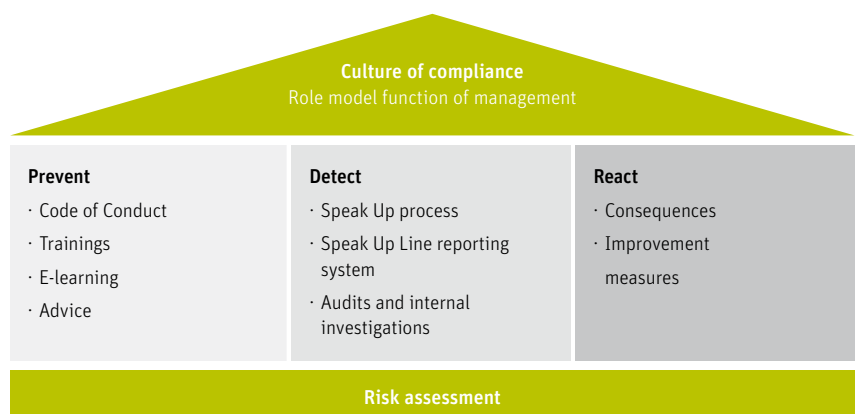 Culture of compliance
Role model function of management
Prevent
· Code of Conduct
· Trainings
· E-learning
· Advice
Detect
· Speak Up process
· Speak Up Line reporting
system
· Audits and internal
investigations
React
· Consequences
· Improvement
measures
Risk assessment